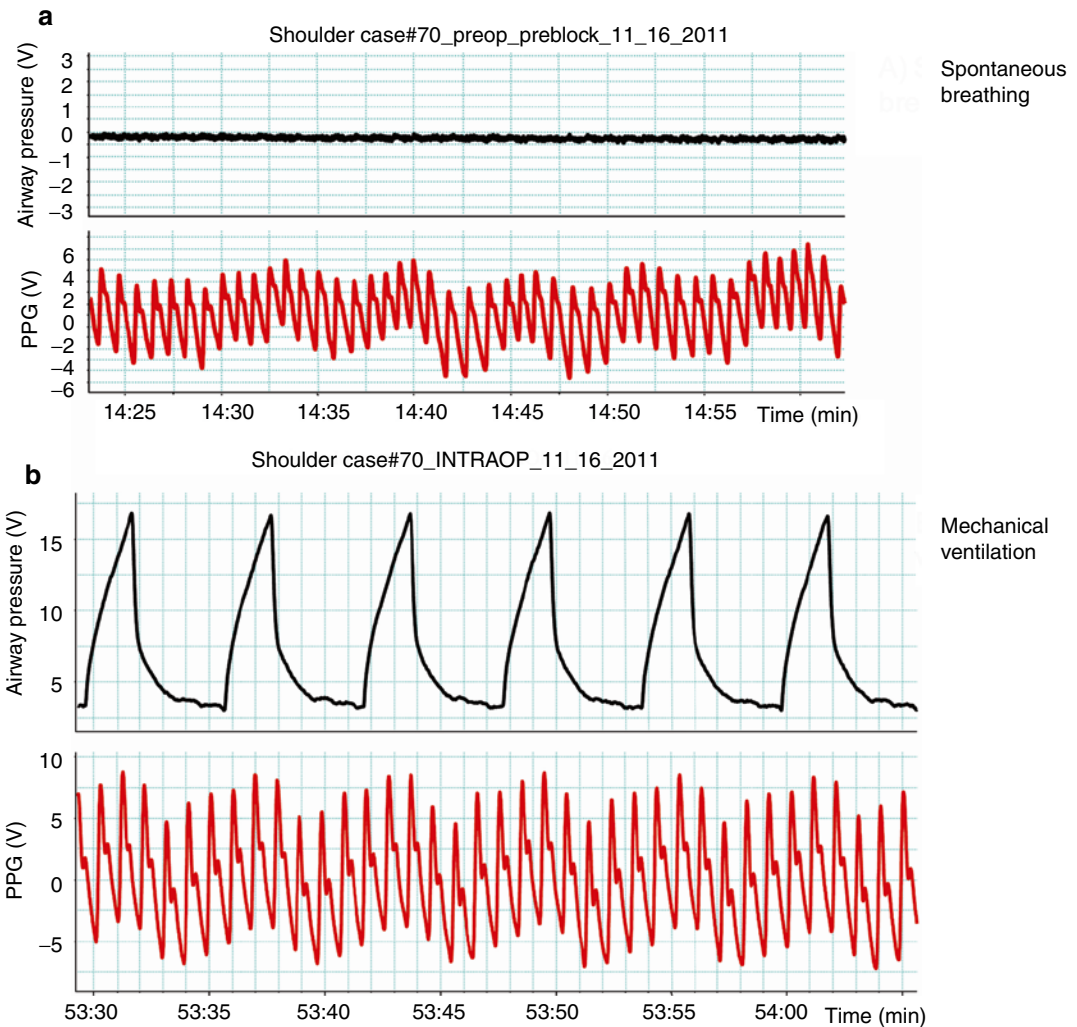 a
Shoulder case#70_preop_preblock_11_16_2011
Airway pressure (V)
3
2
1
0
−1
−2
−3
Spontaneous
breathing
PPG (V)
6
4
2
0
−2
−4
−6
14:25 14:30 14:35 14:40 14:45 14:50 14:55 Time (min)
b
Shoulder case#70_INTRAOP_11_16_2011
Airway pressure (V)
15
10
5
Mechanical
ventilation
PPG (V)
10
5
0
−5
53:30 53:35 53:40 53:45 53:50 53:55 54:00 Time (min)